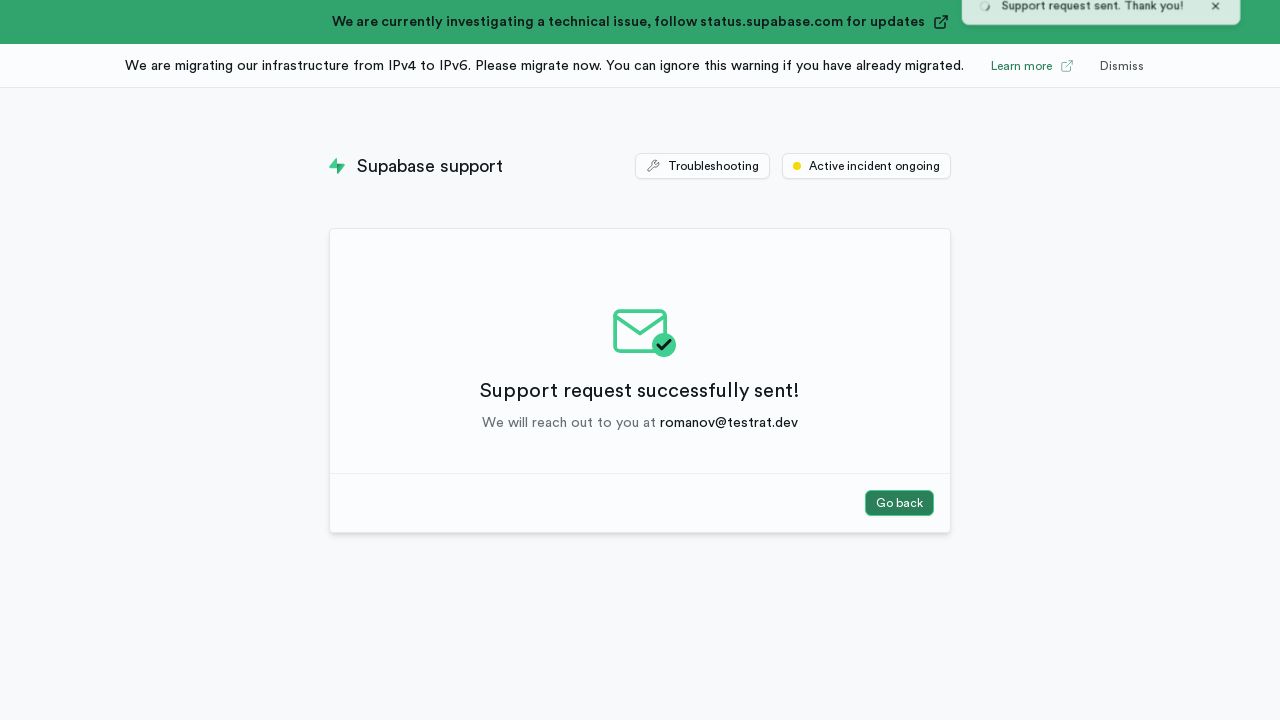 We are currently investigating a technical issue, follow status.supabase.com for updates
Support request sent. Thank you!
We are migrating our infrastructure from IPv4 to IPv6. Please migrate now. You can ignore this warning if you have already migrated.
Learn more
Dismiss
Supabase support
Troubleshooting
Active incident ongoing
Support request successfully sent!
We will reach out to you at romanov@testrat.dev
Go back